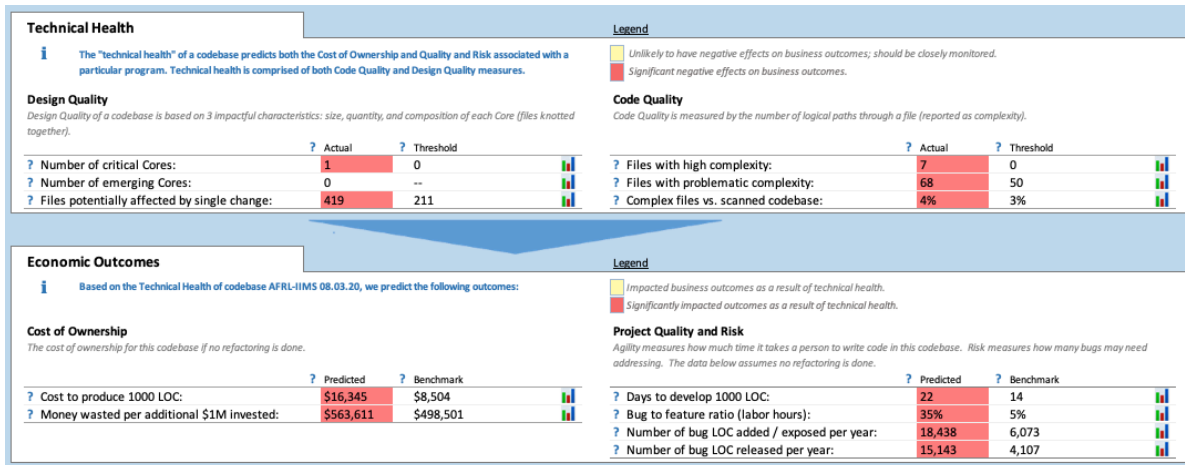 Technical Health
Legend
i The "technical health" of a codebase predicts both the Cost of Ownership and Quality and Risk associated with a
particular program. Technical health is comprised of both Code Quality and Design Quality measures.
Unlikely to have negative effects on business outcomes; should be closely monitored.
Significant negative effects on business outcomes.
Design Quality
Design Quality of a codebase is based on 3 impactful characteristics: size, quantity, and composition of each Core (files knotted
together).
? Actual ? Threshold
? Number of critical Cores: 1 0
? Number of emerging Cores: 0 --
? Files potentially affected by single change: 419 211
Code Quality
Code Quality is measured by the number of logical paths through a file (reported as complexity).
? Actual ? Threshold
? Files with high complexity: 7 0
? Files with problematic complexity: 68 50
? Complex files vs. scanned codebase: 4% 3%
Economic Outcomes
Legend
i Based on the Technical Health of codebase AFRL-IIMS 08.03.20, we predict the following outcomes:
Impacted business outcomes as a result of technical health.
Significantly impacted outcomes as a result of technical health.
Cost of Ownership
The cost of ownership for this codebase if no refactoring is done.
? Predicted ? Benchmark
? Cost to produce 1000 LOC: $16,345 $8,504
? Money wasted per additional $1M invested: $563,611 $498,501
Project Quality and Risk
Agility measures how much time it takes a person to write code in this codebase. Risk measures how many bugs may need
addressing. The data below assumes no refactoring is done.
? Predicted ? Benchmark
? Days to develop 1000 LOC: 22 14
? Bug to feature ratio (labor hours): 35% 5%
? Number of bug LOC added / exposed per year: 18,438 6,073
? Number of bug LOC released per year: 15,143 4,107